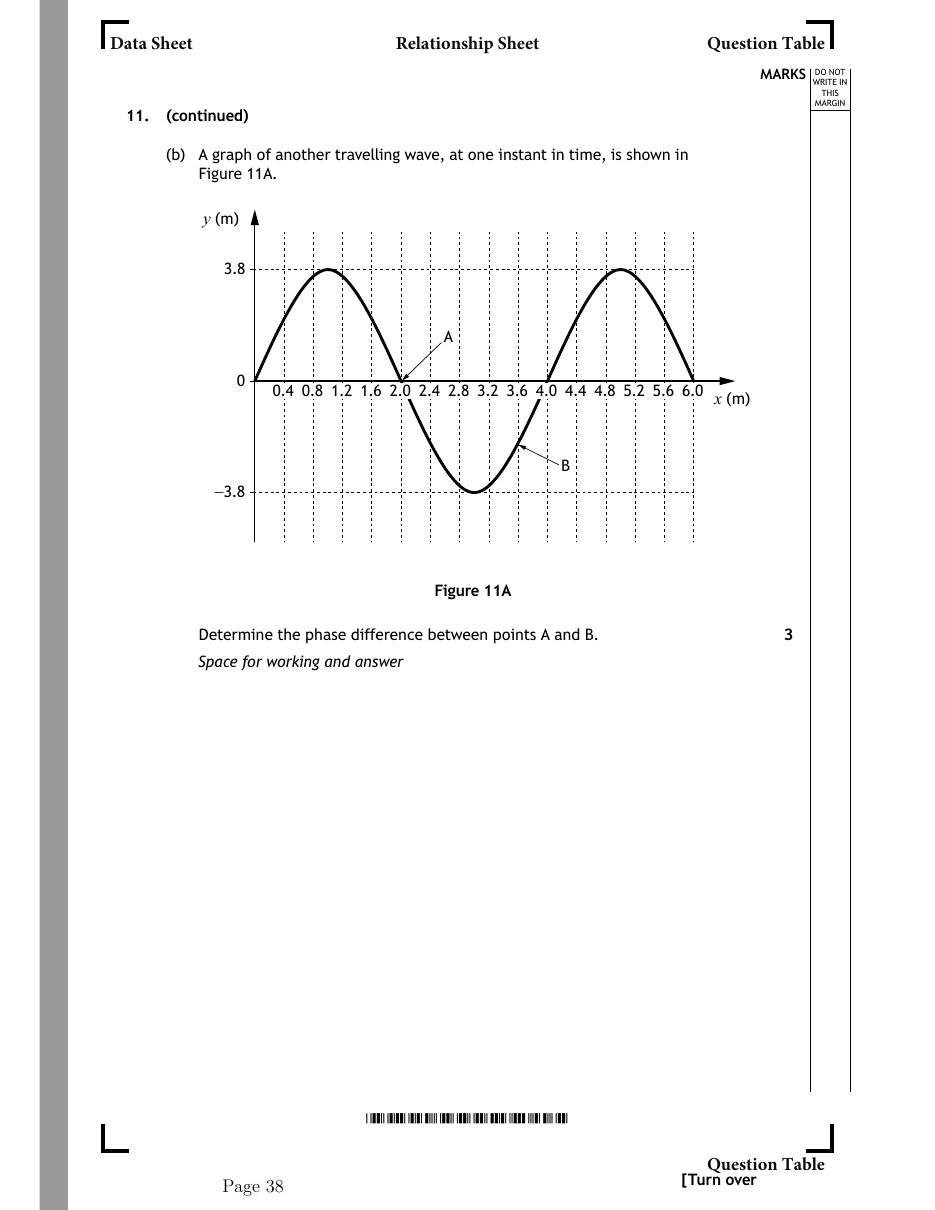 Data Sheet Relationship Sheet Question Table
MARKS
DO NOT
WRITE IN
THIS
MARGIN
11. (continued)
(b) A graph of another travelling wave, at one instant in time, is shown in
Figure 11A.
y (m)
3.8
A
0
0.4 0.8 1.2 1.6 2.0 2.4 2.8 3.2 3.6 4.0 4.4 4.8 5.2 5.6 6.0
x (m)
B
−3.8
Figure 11A
Determine the phase difference between points A and B. 3
Space for working and answer
Question Table
[Turn over
Page 38